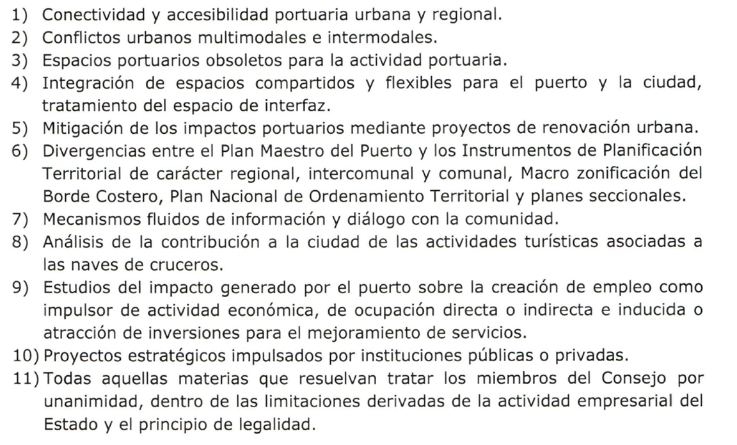 1) Conectividad y accesibilidad portuaria urbana y regional.
2) Conflictos urbanos multimodales e intermodales.
3) Espacios portuarios obsoletos para la actividad portuaria.
4) Integración de espacios compartidos y flexibles para el puerto y la ciudad,
tratamiento del espacio de interfaz.
5) Mitigación de los impactos portuarios mediante proyectos de renovación urbana.
6) Divergencias entre el Plan Maestro del Puerto y los Instrumentos de Planificación
Territorial de carácter regional, intercomunal y comunal, Macro zonificación del
Borde Costero, Plan Nacional de Ordenamiento Territorial y planes seccionales.
7) Mecanismos fluidos de información y diálogo con la comunidad.
8) Análisis de la contribución a la ciudad de las actividades turísticas asociadas a
las naves de cruceros.
9) Estudios del impacto generado por el puerto sobre la creación de empleo como
impulsor de actividad económica, de ocupación directa o indirecta e inducida o
atracción de inversiones para el mejoramiento de servicios.
10) Proyectos estratégicos impulsados por instituciones públicas o privadas.
11) Todas aquellas materias que resuelvan tratar los miembros del Consejo por
unanimidad, dentro de las limitaciones derivadas de la actividad empresarial del
Estado y el principio de legalidad.